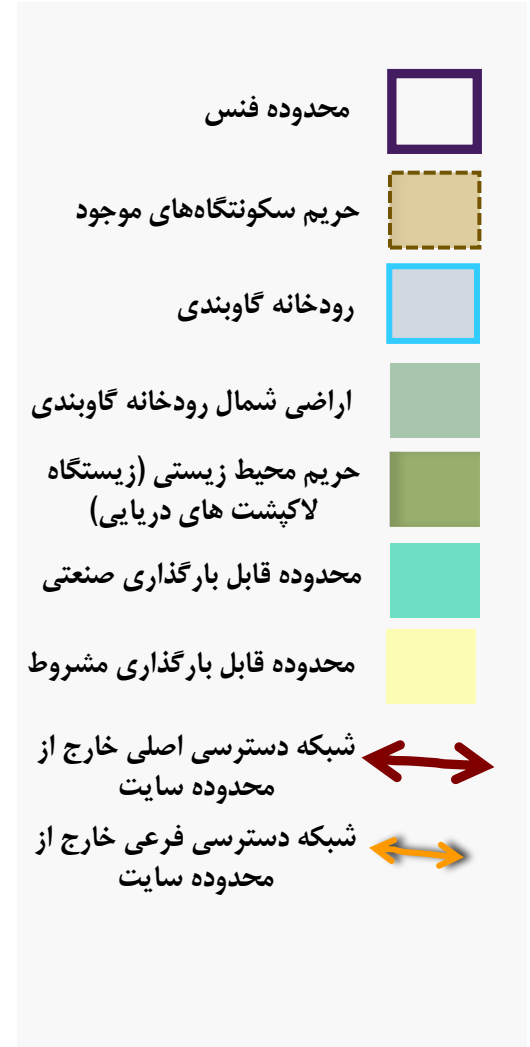 محدوده فنس
حریم سکونتگاه‌های موجود
رودخانه گاوبندی
اراضی شمال رودخانه گاوبندی
حریم محیط زیستی (زیستگاه
لاکپشت های دریایی)
محدوده قابل بارگذاری صنعتی
محدوده قابل بارگذاری مشروط
شبکه دسترسی اصلی خارج از
محدوده سایت
شبکه دسترسی فرعی خارج از
محدوده سایت